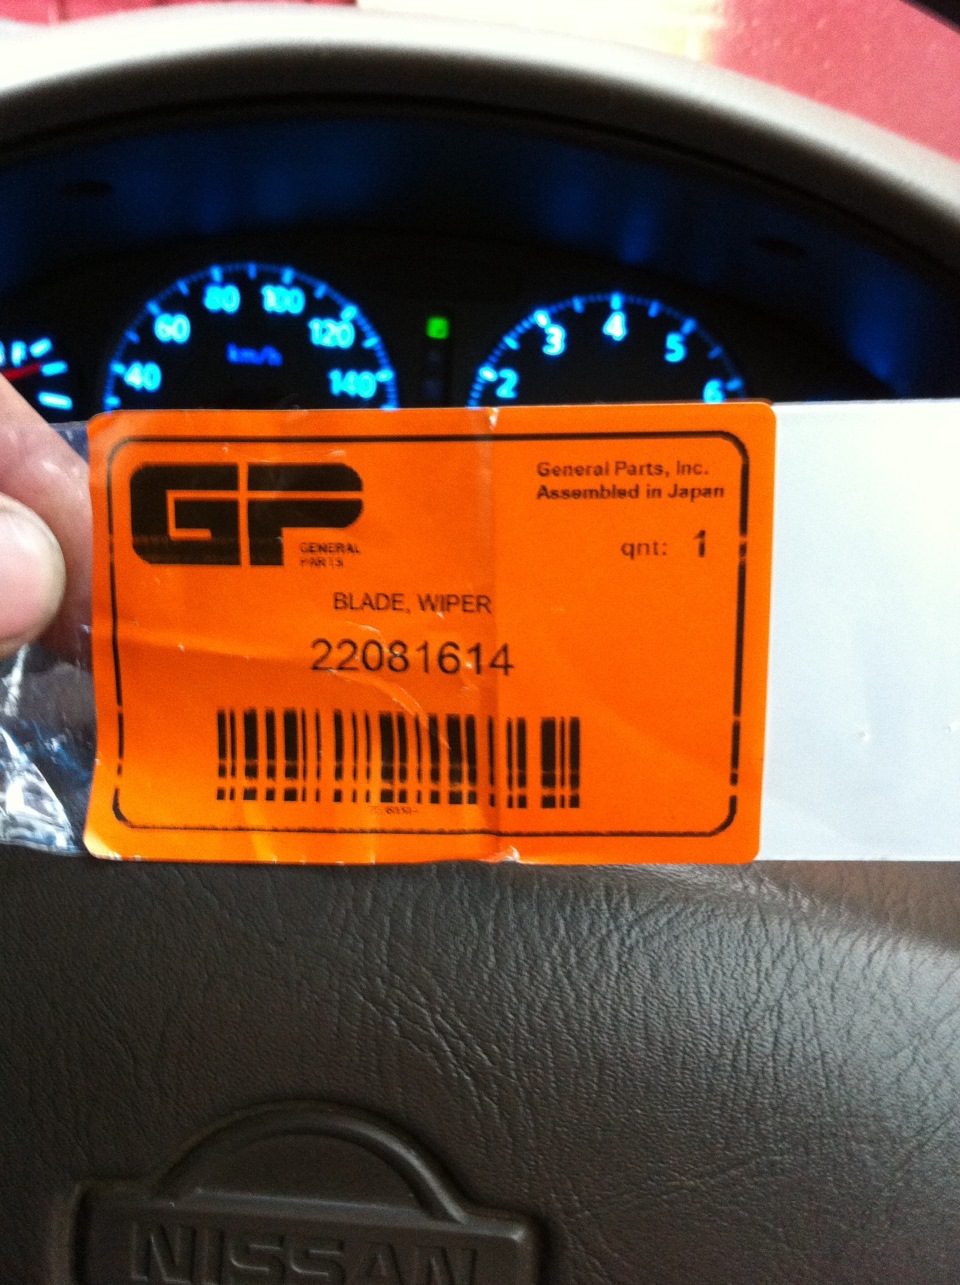 80 100
60 120
km/h
40 140
F
3 4 5
2 6
GP
GENERAL
PARTS
General Parts, Inc.
Assembled in Japan
qnt: 1
BLADE, WIPER
22081614
NISSAN